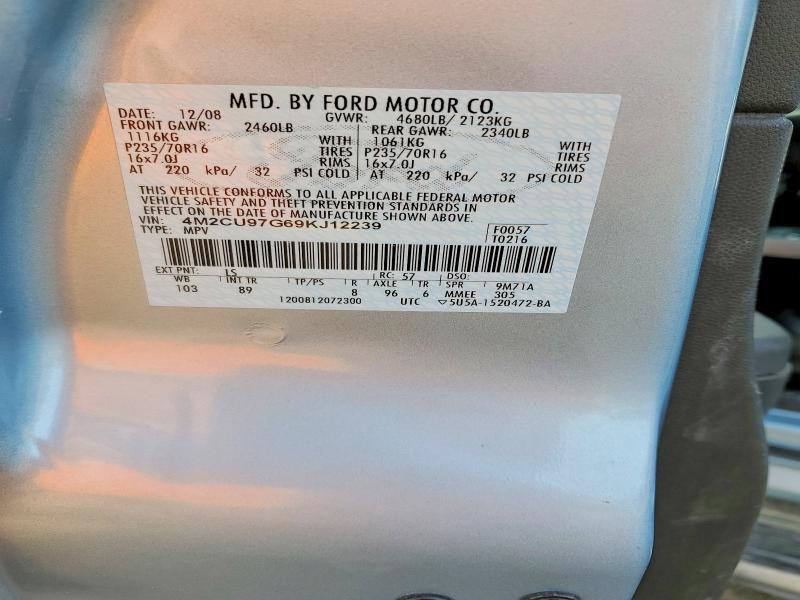 MFD. BY FORD MOTOR CO.
DATE: 12/08 GVWR: 4680LB/ 2123KG
FRONT GAWR: 2460LB REAR GAWR: 2340LB
1116KG WITH 1061KG WITH
P235/70R16 TIRES P235/70R16 TIRES
16x7.0J RIMS 16x7.0J RIMS
AT 220 kPa/ 32 PSI COLD AT 220 kPa/ 32 PSI COLD
THIS VEHICLE CONFORMS TO ALL APPLICABLE FEDERAL MOTOR
VEHICLE SAFETY AND THEFT PREVENTION STANDARDS IN
EFFECT ON THE DATE OF MANUFACTURE SHOWN ABOVE.
VIN: 4M2CU97G69KJ12239 F0057
TYPE: MPV T0216
EXT PNT: LS RC: 57 DSO:
WB INT TR TP/PS R AXLE TR SPR 9M71A
103 89 8 96 6 MMEE 305
1200812072300 UTC ▽5U5A-1520472-BA